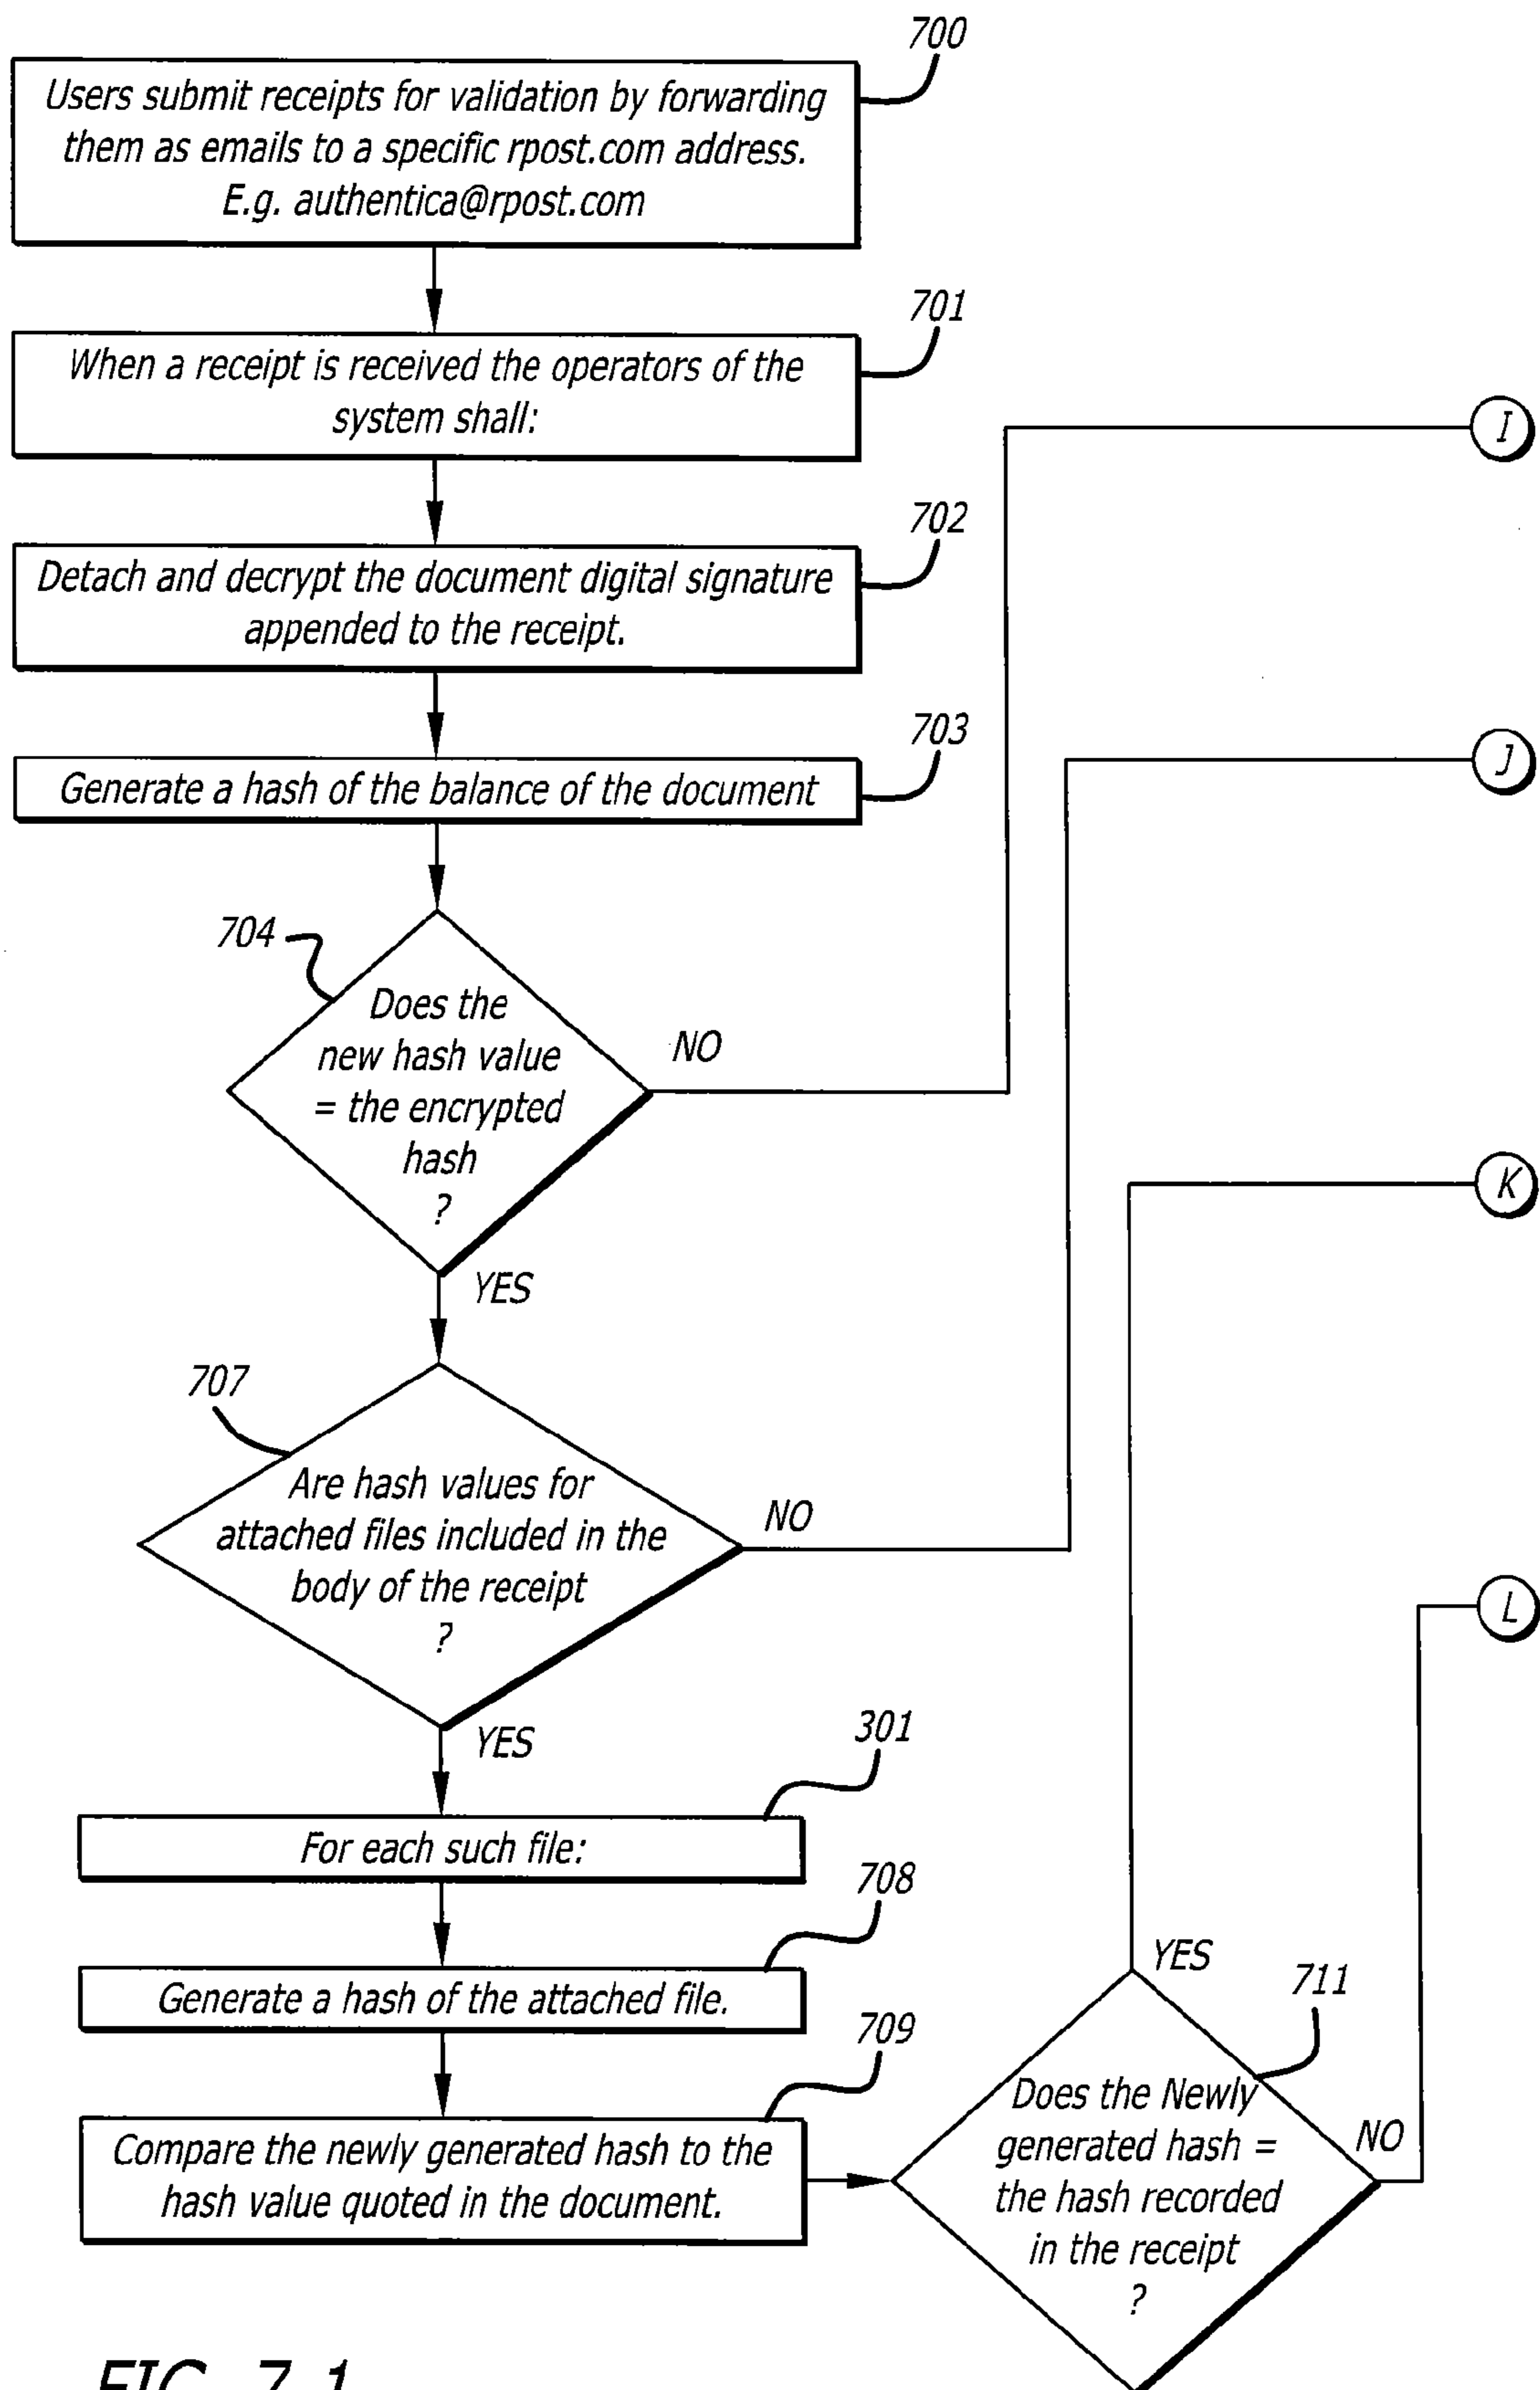 700
Users submit receipts for validation by forwarding
them as emails to a specific rpost.com address.
E.g. authentica@rpost.com
701
When a receipt is received the operators of the
system shall:
I
702
Detach and decrypt the document digital signature
appended to the receipt.
703
Generate a hash of the balance of the document
J
704
Does the
new hash value
= the encrypted
hash
?
NO
YES
K
707
Are hash values for
attached files included in the
body of the receipt
?
NO
YES
L
301
For each such file:
708
Generate a hash of the attached file.
709
Compare the newly generated hash to the
hash value quoted in the document.
YES
711
Does the Newly
generated hash =
the hash recorded
in the receipt
?
NO
FIG. 7-1